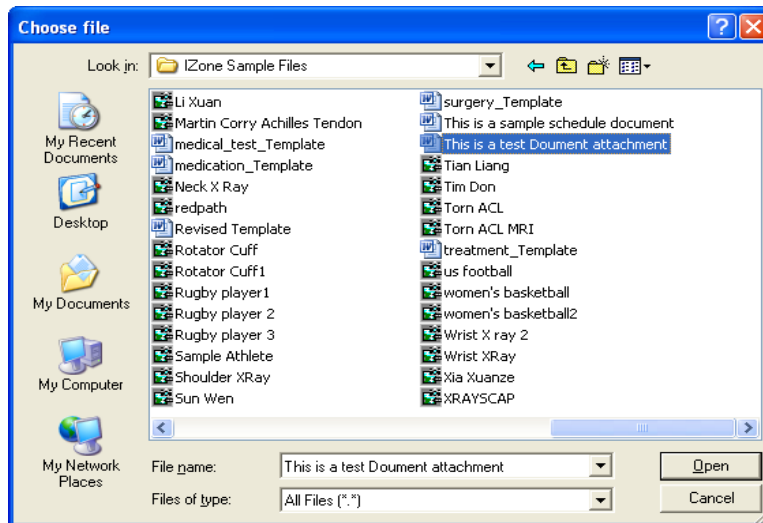 Choose file
Look in: IZone Sample Files
My Recent
Documents
Desktop
My Documents
My Computer
My Network
Places
Li Xuan
Martin Corry Achilles Tendon
medical_test_Template
medication_Template
Neck X Ray
redpath
Revised Template
Rotator Cuff
Rotator Cuff1
Rugby player1
Rugby player 2
Rugby player 3
Sample Athlete
Shoulder XRay
Sun Wen
surgery_Template
This is a sample schedule document
This is a test Doument attachment
Tian Liang
Tim Don
Torn ACL
Torn ACL MRI
treatment_Template
us football
women's basketball
women's basketball2
Wrist X ray 2
Wrist XRay
Xia Xuanze
XRAYSCAP
File name: This is a test Doument attachment Open
Files of type: All Files (*.*) Cancel